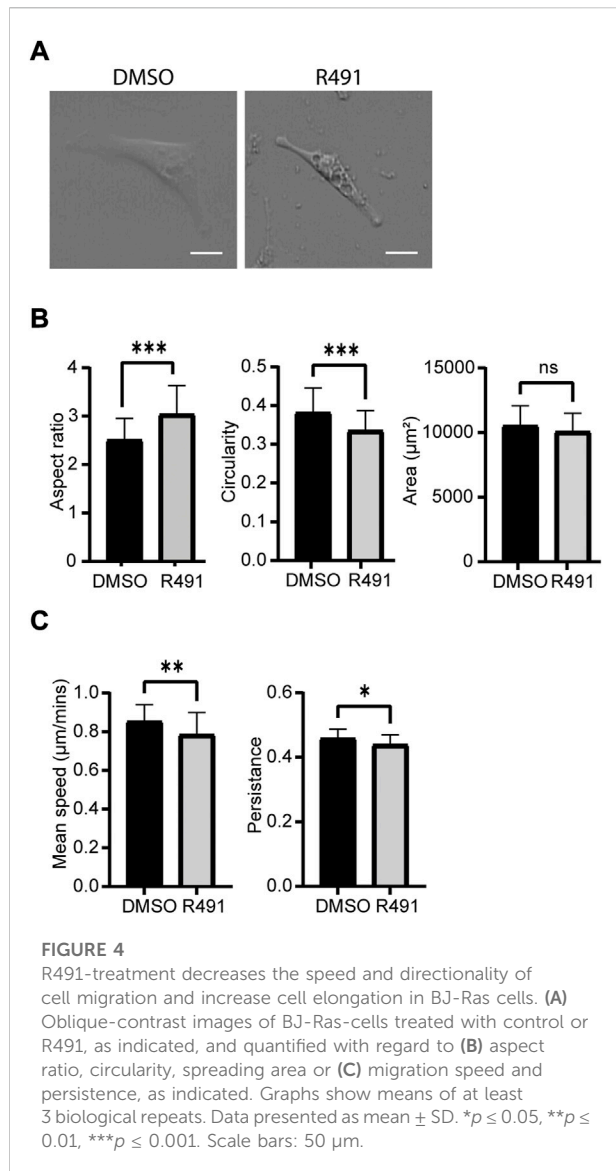 A
DMSO
R491
B
***
4
3
2
1
0
Aspect ratio
DMSO R491
***
0.5
0.4
0.3
0.2
0.1
0.0
Circularity
DMSO R491
ns
15000
10000
5000
0
Area (µm²)
DMSO R491
C
**
1.0
0.8
0.6
0.4
0.2
0.0
Mean speed (µm/mins)
DMSO R491
*
0.6
0.4
0.2
0.0
Persistance
DMSO R491
FIGURE 4
R491-treatment decreases the speed and directionality of
cell migration and increase cell elongation in BJ-Ras cells. (A)
Oblique-contrast images of BJ-Ras-cells treated with control or
R491, as indicated, and quantified with regard to (B) aspect
ratio, circularity, spreading area or (C) migration speed and
persistence, as indicated. Graphs show means of at least
3 biological repeats. Data presented as mean ± SD. *p ≤ 0.05, **p ≤
0.01, ***p ≤ 0.001. Scale bars: 50 µm.